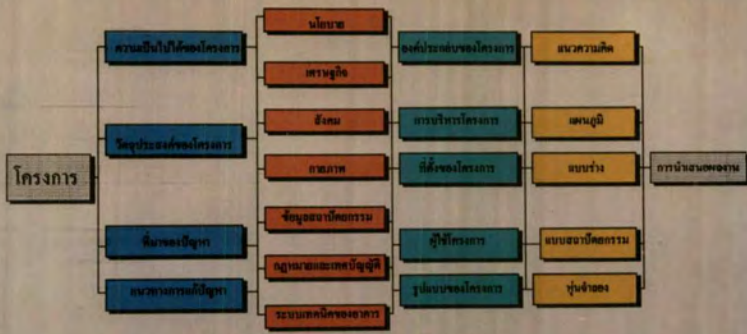 โครงการ
ความเป็นไปได้ของโครงการ
วัตถุประสงค์ของโครงการ
ที่มาของปัญหา
แนวทางการแก้ปัญหา
นโยบาย
เศรษฐกิจ
สังคม
กายภาพ
ข้อมูลสถาปัตยกรรม
กฎหมายและเทศบัญญัติ
ระบบเทคนิคของอาคาร
องค์ประกอบของโครงการ
การบริหารโครงการ
ที่ตั้งของโครงการ
ผู้ใช้โครงการ
รูปแบบของโครงการ
แนวความคิด
แผนภูมิ
แบบร่าง
แบบสถาปัตยกรรม
หุ่นจำลอง
การนำเสนอผลงาน